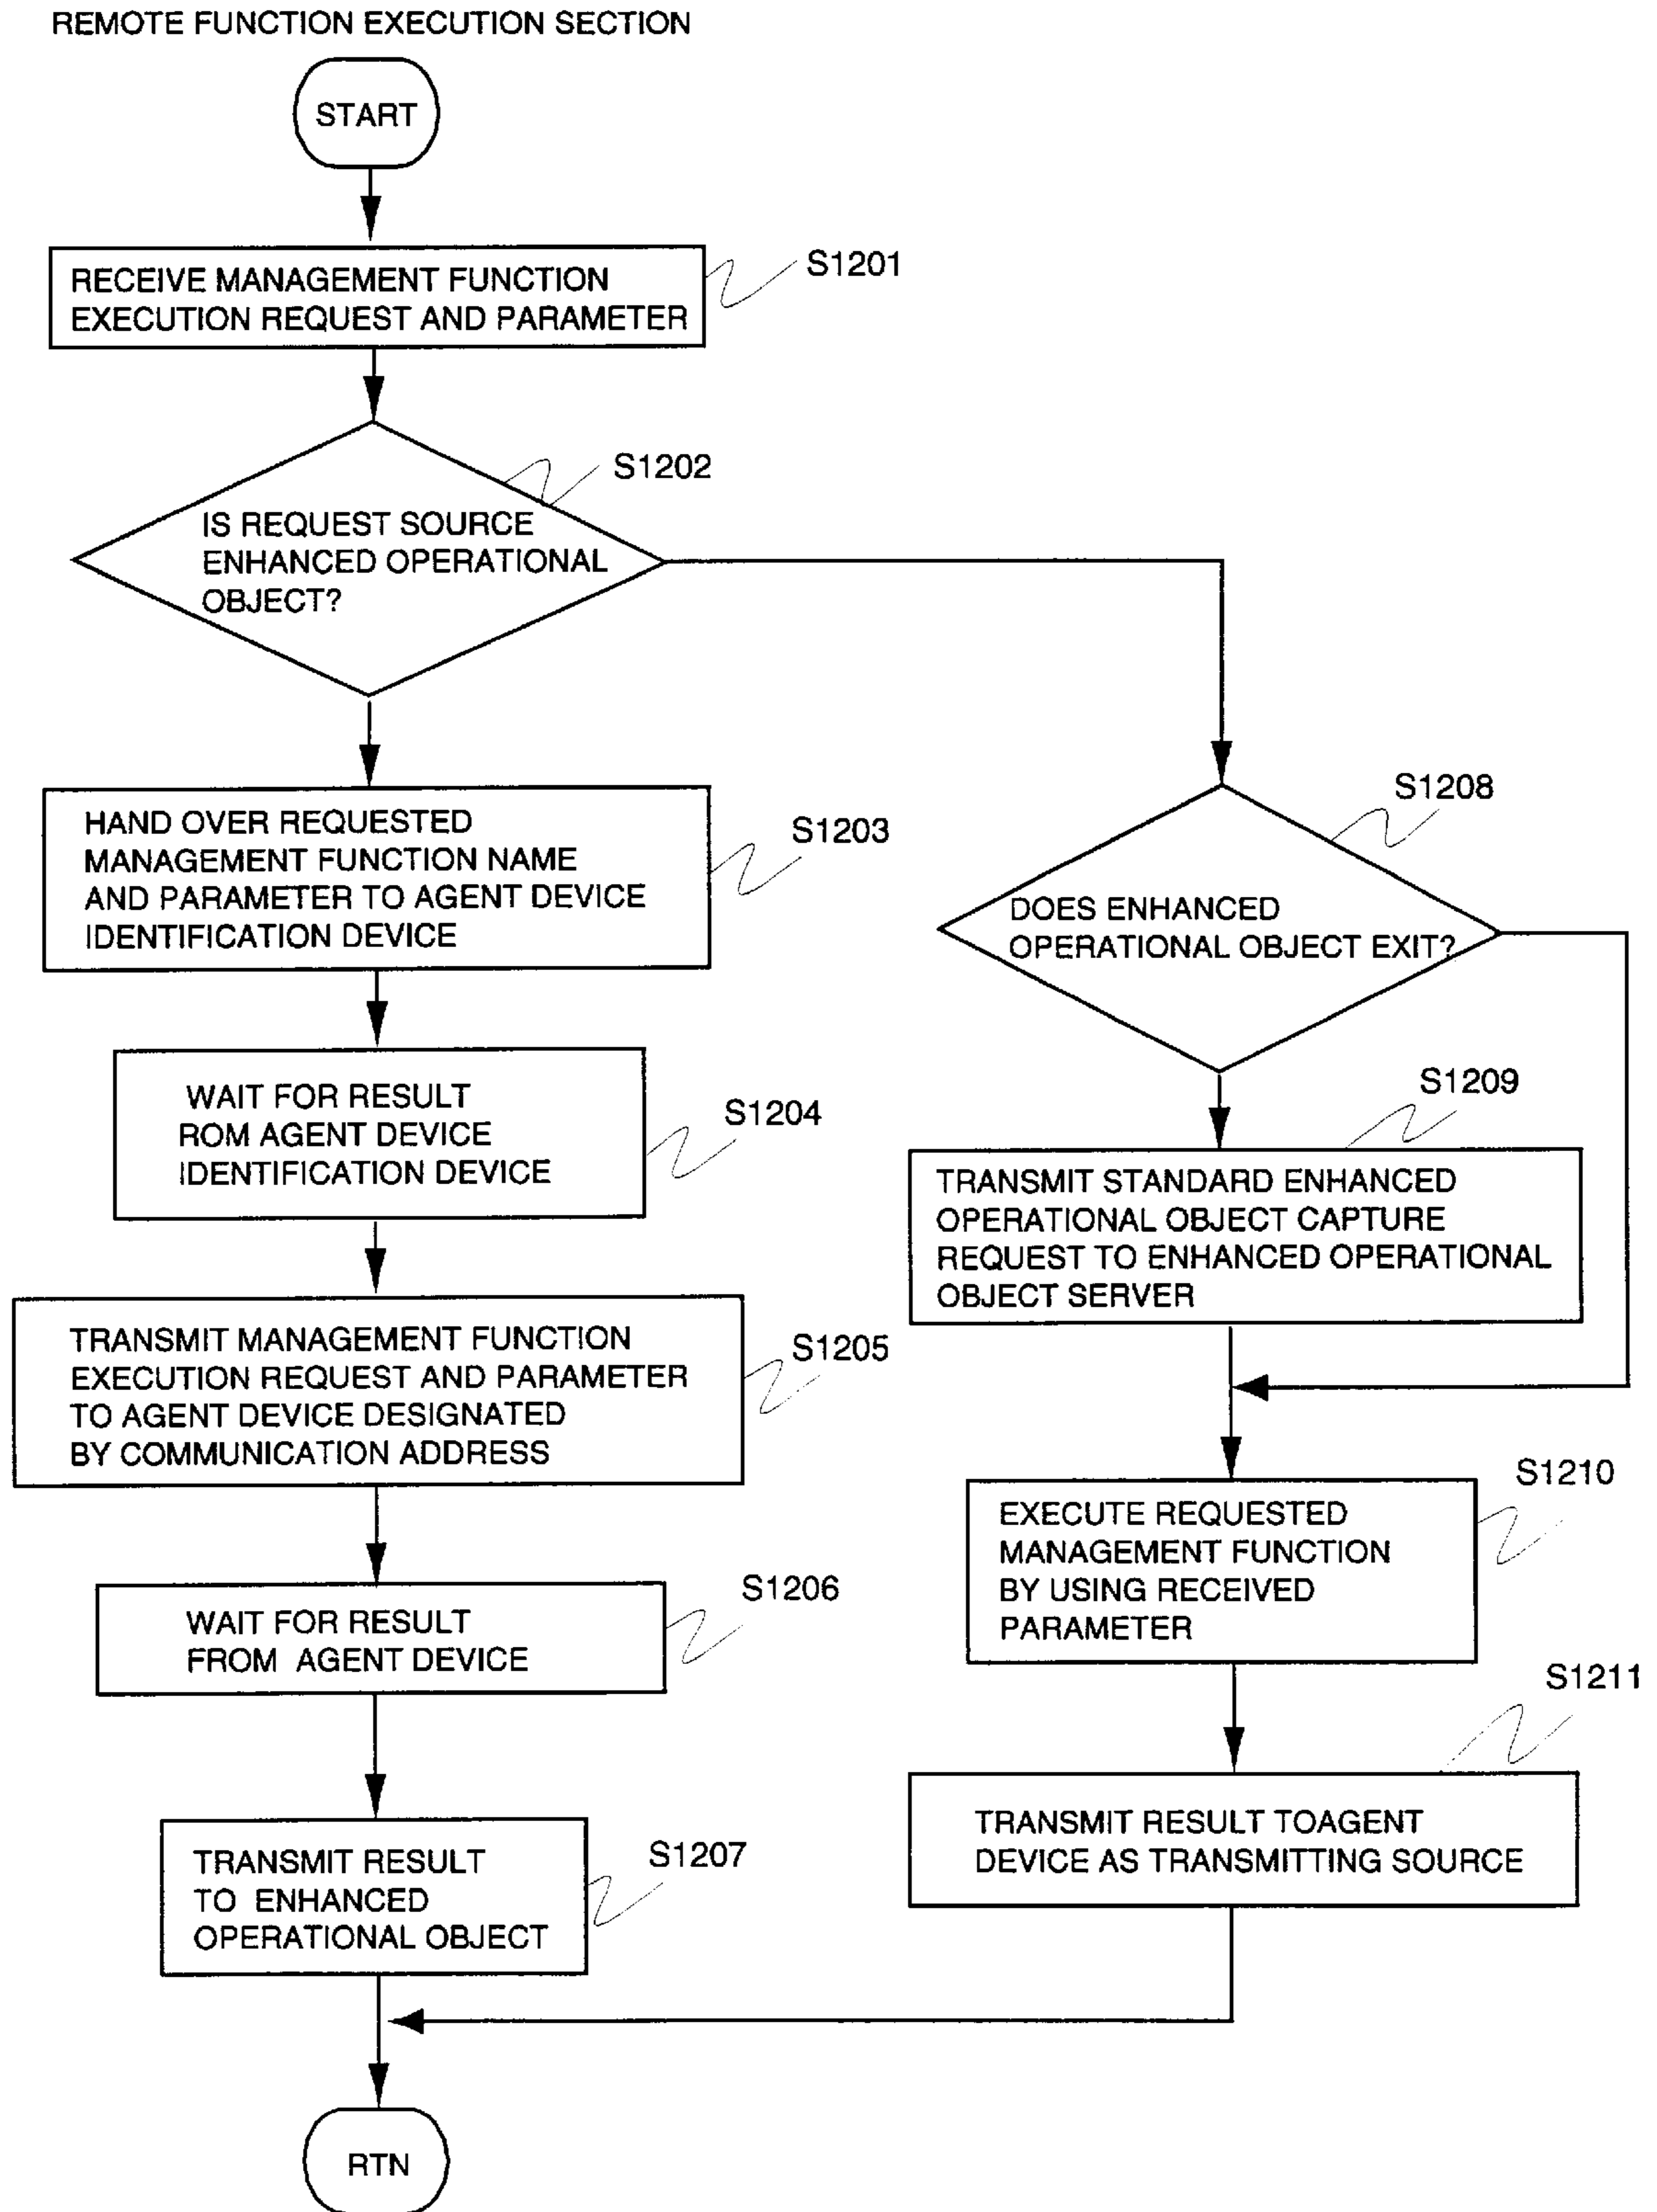 REMOTE FUNCTION EXECUTION SECTION
START
RECEIVE MANAGEMENT FUNCTION
EXECUTION REQUEST AND PARAMETER
S1201
S1202
IS REQUEST SOURCE
ENHANCED OPERATIONAL
OBJECT?
HAND OVER REQUESTED
MANAGEMENT FUNCTION NAME
AND PARAMETER TO AGENT DEVICE
IDENTIFICATION DEVICE
S1203
WAIT FOR RESULT
ROM AGENT DEVICE
IDENTIFICATION DEVICE
S1204
TRANSMIT MANAGEMENT FUNCTION
EXECUTION REQUEST AND PARAMETER
TO AGENT DEVICE DESIGNATED
BY COMMUNICATION ADDRESS
S1205
WAIT FOR RESULT
FROM AGENT DEVICE
S1206
TRANSMIT RESULT
TO ENHANCED
OPERATIONAL OBJECT
S1207
S1208
DOES ENHANCED
OPERATIONAL OBJECT EXIT?
S1209
TRANSMIT STANDARD ENHANCED
OPERATIONAL OBJECT CAPTURE
REQUEST TO ENHANCED OPERATIONAL
OBJECT SERVER
S1210
EXECUTE REQUESTED
MANAGEMENT FUNCTION
BY USING RECEIVED
PARAMETER
S1211
TRANSMIT RESULT TOAGENT
DEVICE AS TRANSMITTING SOURCE
RTN